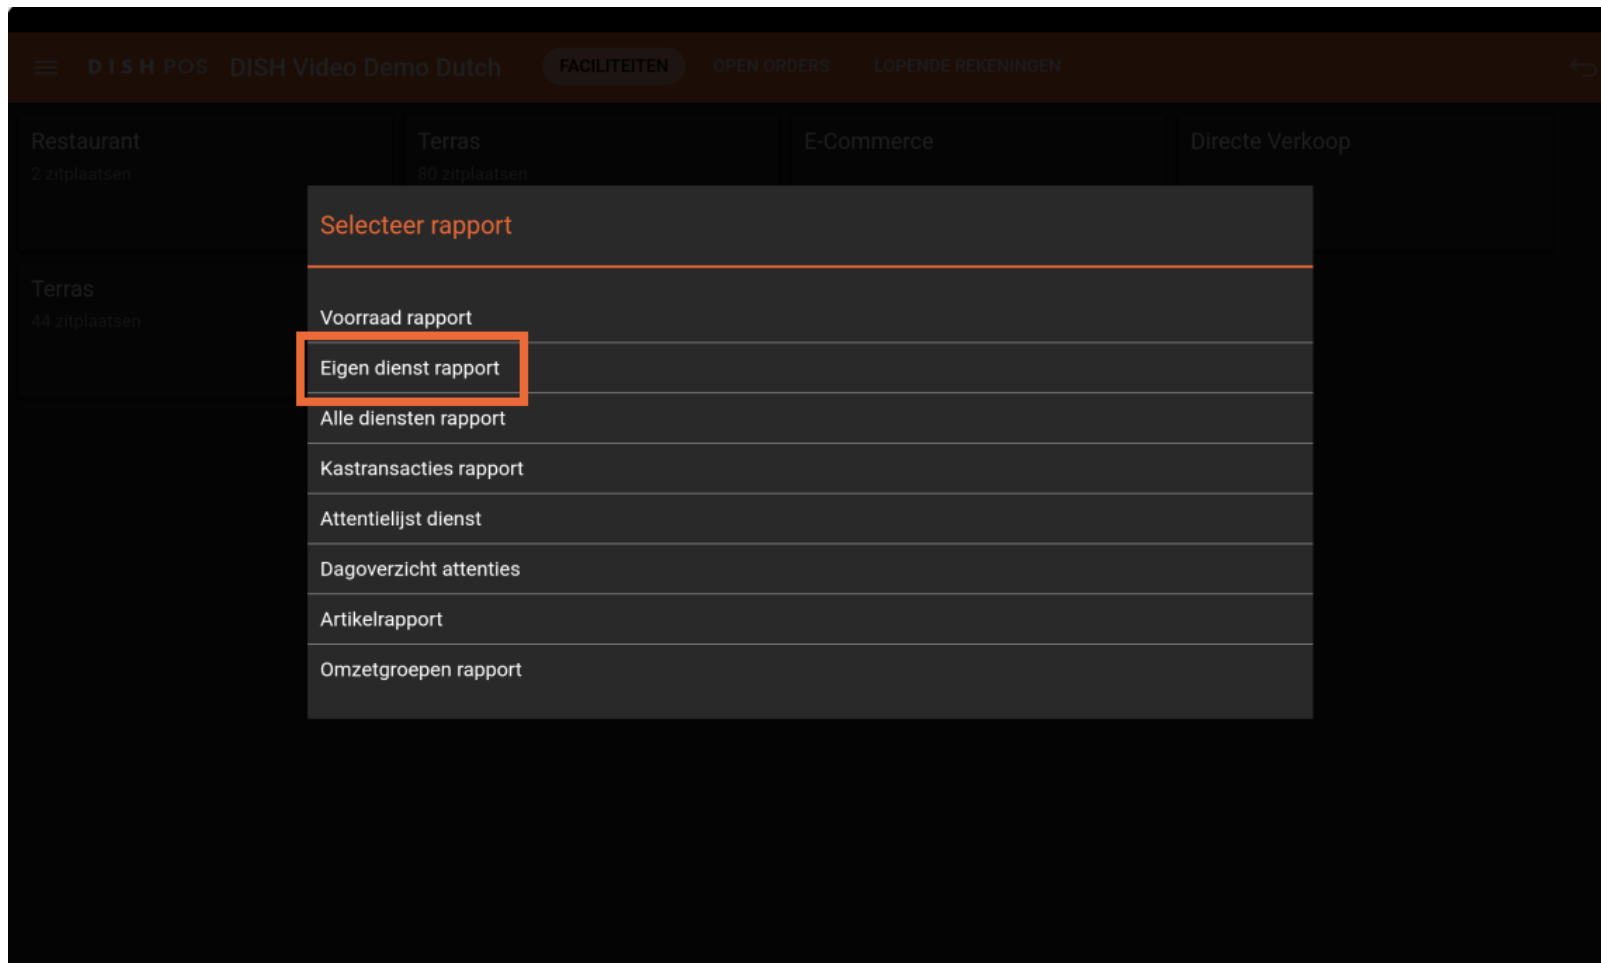 DISH POS DISH Video Demo Dutch FACILITEITEN OPEN ORDERS LOPENDE REKENINGEN
Restaurant Terras E-Commerce Directe Verkoop
2 zitplaatsen 80 zitplaatsen
Selecteer rapport
Terras
44 zitplaatsen
Voorraad rapport
Eigen dienst rapport
Alle diensten rapport
Kastransacties rapport
Attentielijst dienst
Dagoverzicht attenties
Artikelrapport
Omzetgroepen rapport